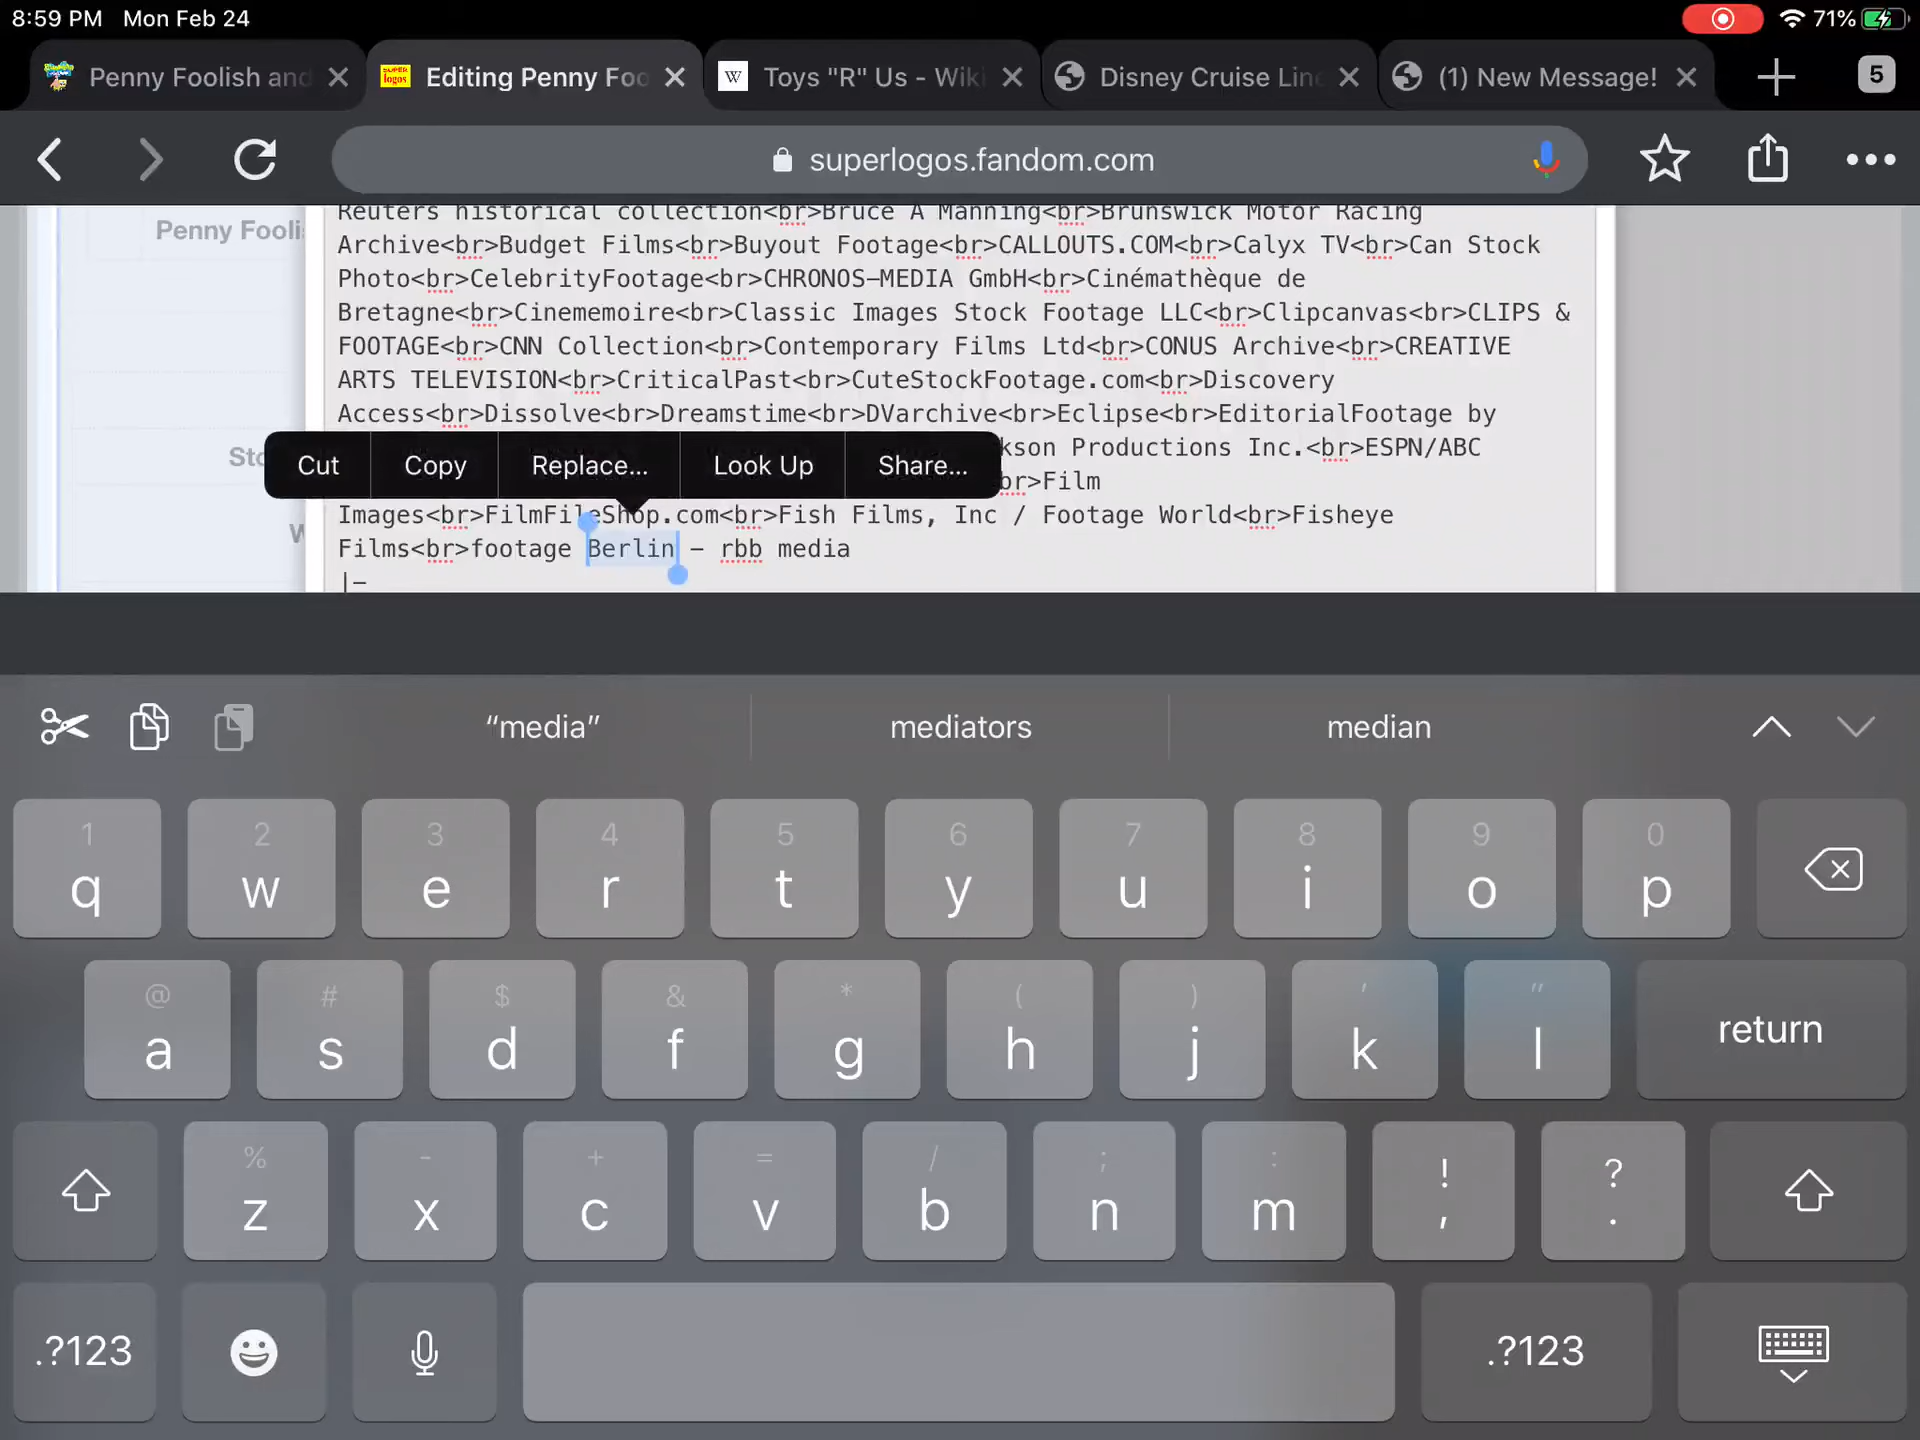 8:59 PM Mon Feb 24
71%
Penny Foolish and
Editing Penny Foo
W Toys "R" Us - Wiki
Disney Cruise Line
(1) New Message!
5
superlogos.fandom.com
Penny Fooli
Sto
W
Reuters historical collection<br>Bruce A Manning<br>Brunswick Motor Racing
Archive<br>Budget Films<br>Buyout Footage<br>CALLOUTS.COM<br>Calyx TV<br>Can Stock
Photo<br>CelebrityFootage<br>CHRONOS-MEDIA GmbH<br>Cinémathèque de
Bretagne<br>Cinememoire<br>Classic Images Stock Footage LLC<br>Clipcanvas<br>CLIPS &
FOOTAGE<br>CNN Collection<br>Contemporary Films Ltd<br>CONUS Archive<br>CREATIVE
ARTS TELEVISION<br>CriticalPast<br>CuteStockFootage.com<br>Discovery
Access<br>Dissolve<br>Dreamstime<br>DVarchive<br>Eclipse<br>EditorialFootage by
kson Productions Inc.<br>ESPN/ABC
Cut Copy Replace... Look Up Share...
br>Film
Images<br>FilmFileShop.com<br>Fish Films, Inc / Footage World<br>Fisheye
Films<br>footage Berlin - rbb media
|-
“media” mediators median
1 2 3 4 5 6 7 8 9 0
q w e r t y u i o p
@ # $ & * ( ) ' "
a s d f g h j k l return
% - + = / ; : ! ?
z x c v b n m , .
.?123 .?123